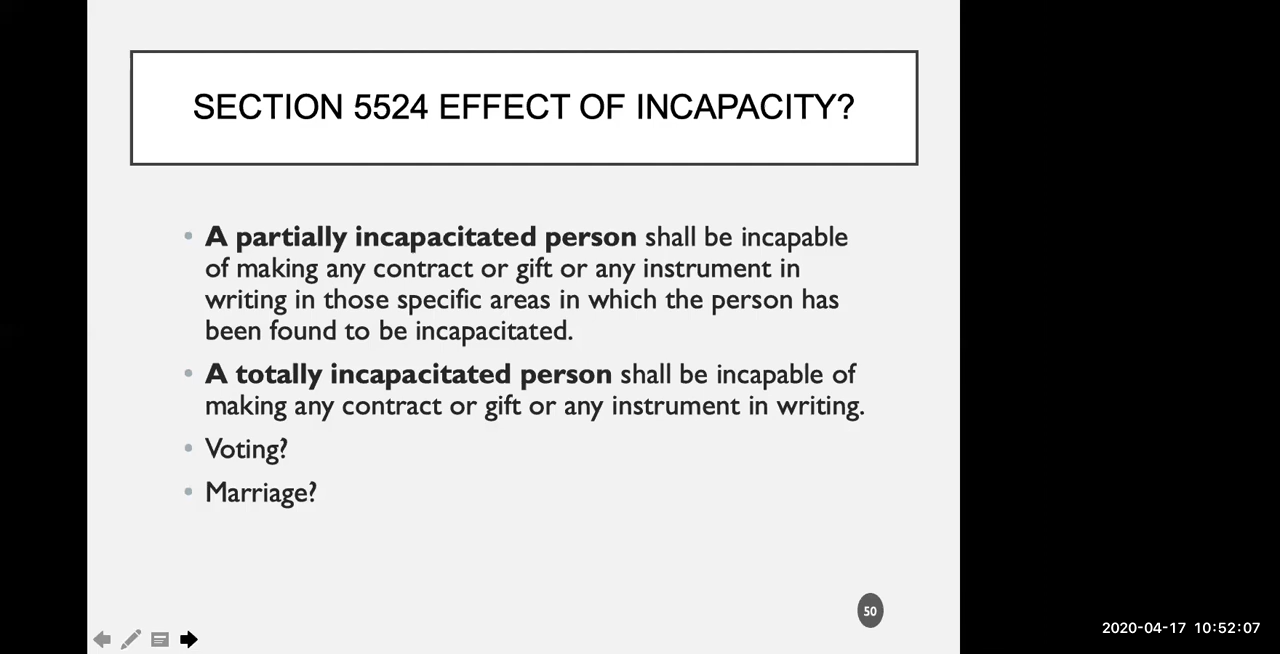 SECTION 5524 EFFECT OF INCAPACITY?
• A partially incapacitated person shall be incapable
of making any contract or gift or any instrument in
writing in those specific areas in which the person has
been found to be incapacitated.
• A totally incapacitated person shall be incapable of
making any contract or gift or any instrument in writing.
• Voting?
• Marriage?
50
2020-04-17 10:52:07